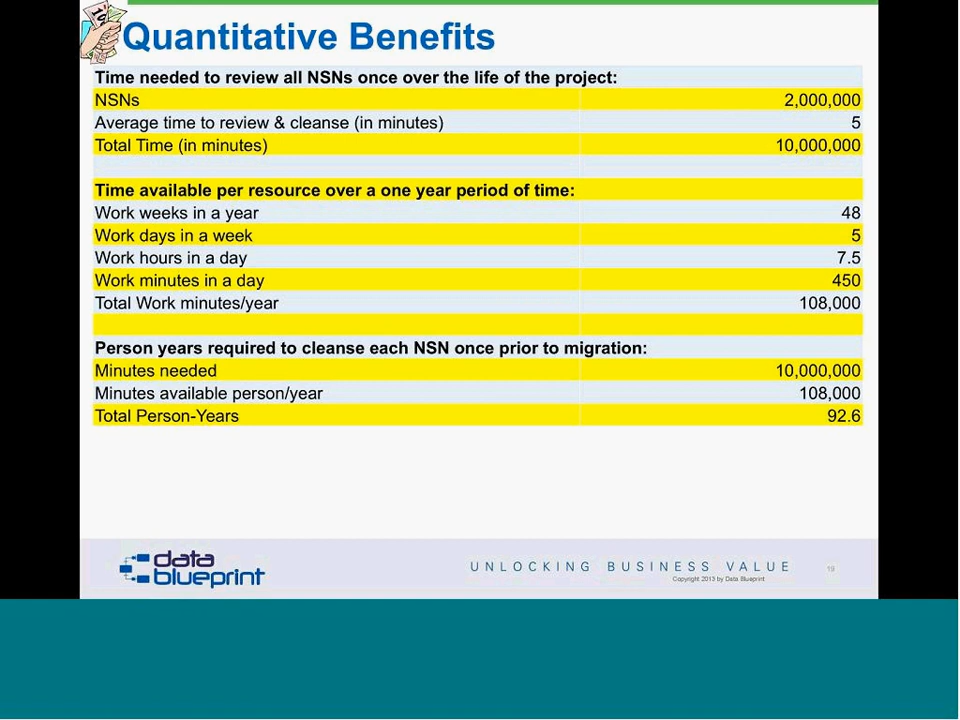 Quantitative Benefits
Time needed to review all NSNs once over the life of the project:
NSNs 2,000,000
Average time to review & cleanse (in minutes) 5
Total Time (in minutes) 10,000,000
Time available per resource over a one year period of time:
Work weeks in a year 48
Work days in a week 5
Work hours in a day 7.5
Work minutes in a day 450
Total Work minutes/year 108,000
Person years required to cleanse each NSN once prior to migration:
Minutes needed 10,000,000
Minutes available person/year 108,000
Total Person-Years 92.6
data
blueprint
UNLOCKING BUSINESS VALUE
19
Copyright 2013 by Data Blueprint